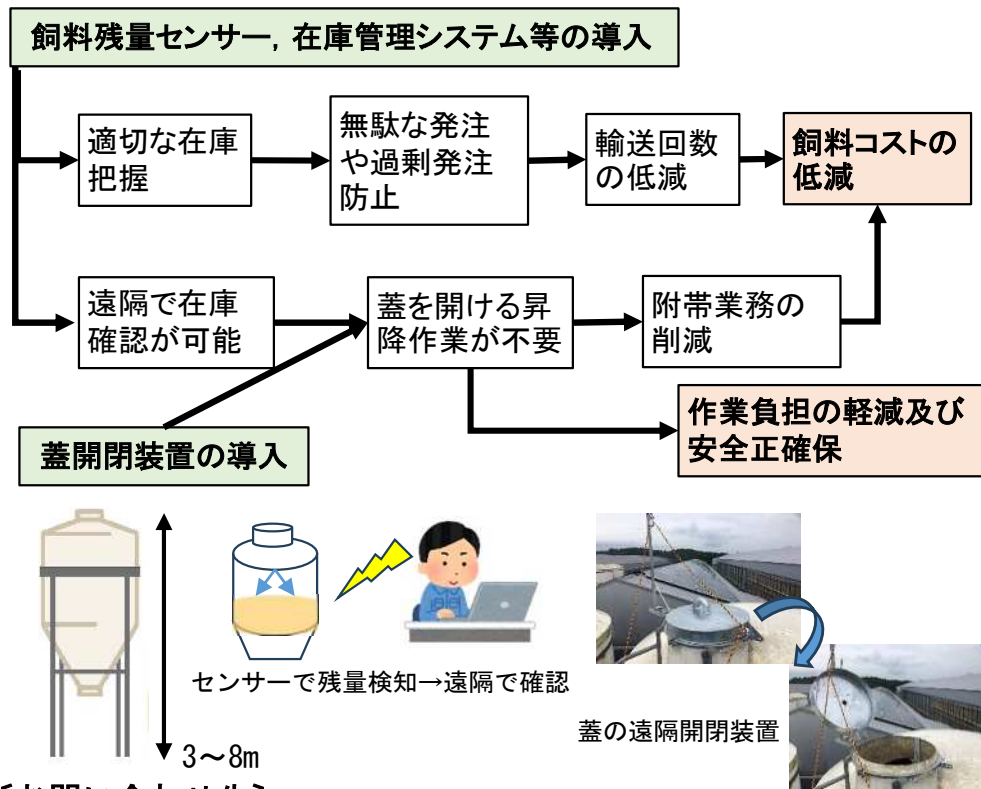 飼料残量センサー，在庫管理システム等の導入
適切な在庫
把握
無駄な発注
や過剰発注
防止
輸送回数
の低減
飼料コストの
低減
遠隔で在庫
確認が可能
蓋を開ける昇
降作業が不要
附帯業務の
削減
作業負担の軽減及び
安全正確保
蓋開閉装置の導入
センサーで残量検知→遠隔で確認
3～8m
蓋の遠隔開閉装置